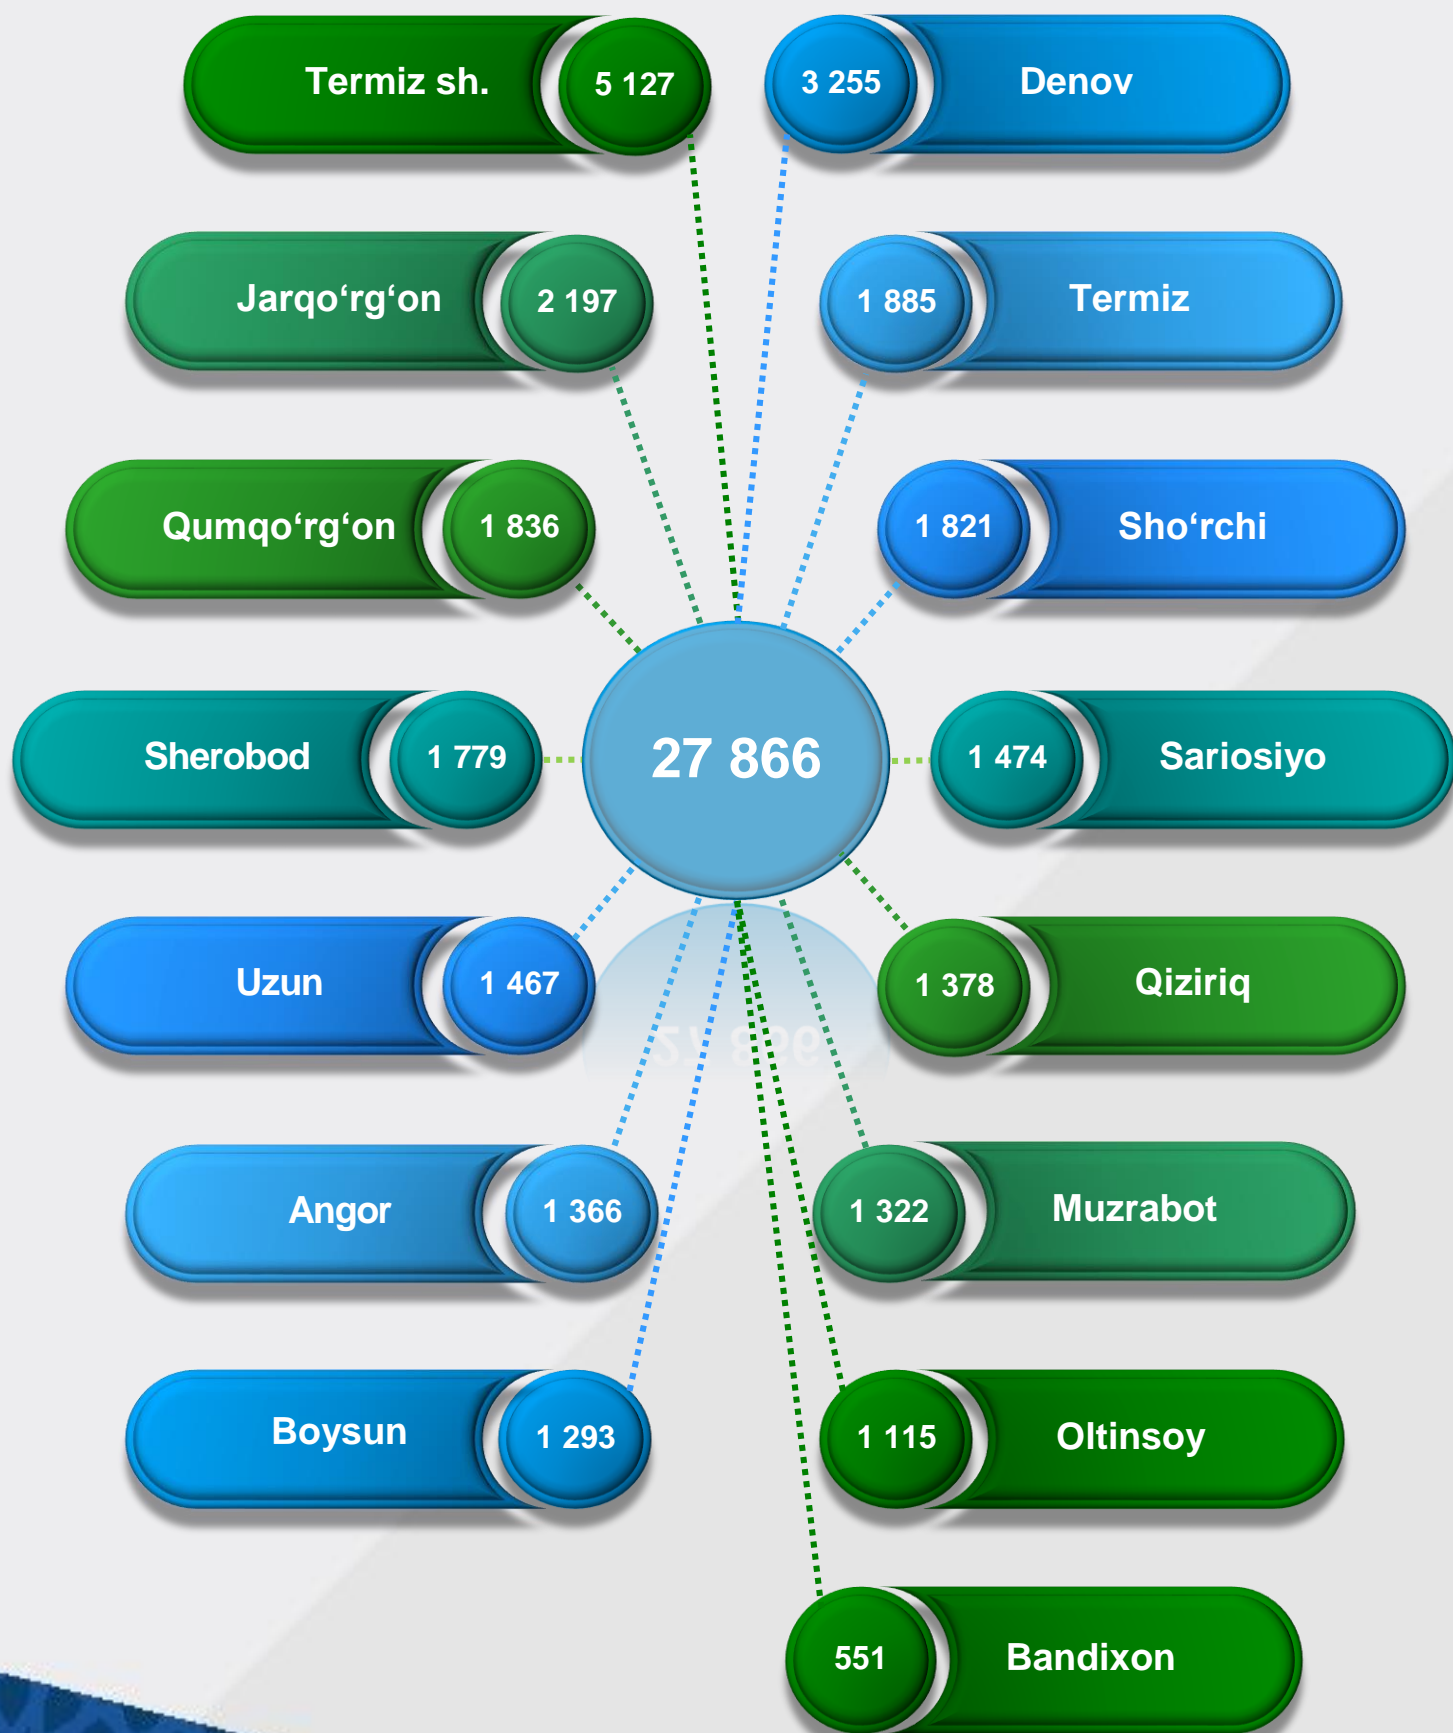 Termiz sh. 5 127
3 255 Denov
Jarqo‘rg‘on 2 197
1 885 Termiz
Qumqo‘rg‘on 1 836
1 821 Sho‘rchi
Sherobod 1 779
27 866
1 474 Sariosiyo
Uzun 1 467
1 378 Qiziriq
Angor 1 366
1 322 Muzrabot
Boysun 1 293
1 115 Oltinsoy
551 Bandixon